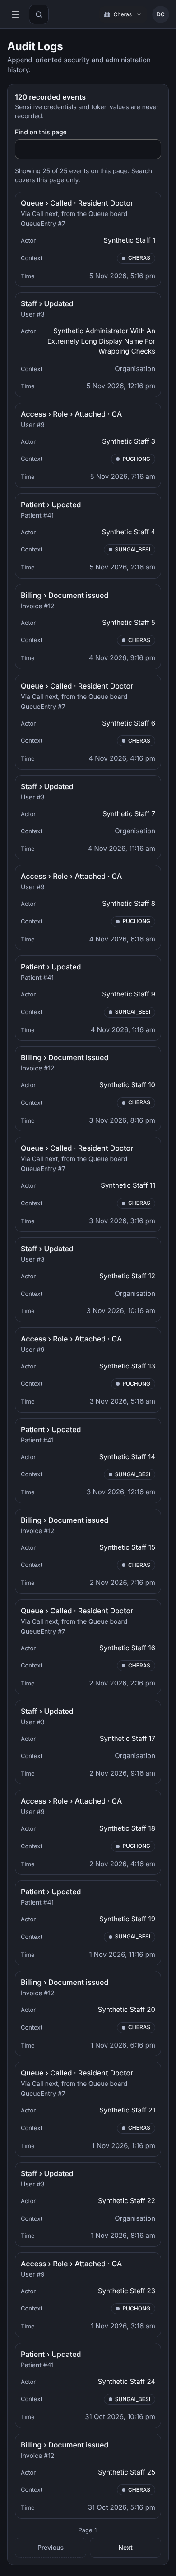 Cheras
DC
Audit Logs
Append-oriented security and administration
history.
120 recorded events
Sensitive credentials and token values are never
recorded.
Find on this page
Showing 25 of 25 events on this page. Search
covers this page only.
Queue › Called · Resident Doctor
Via Call next, from the Queue board
QueueEntry #7
Actor Synthetic Staff 1
Context CHERAS
Time 5 Nov 2026, 5:16 pm
Staff › Updated
User #3
Actor Synthetic Administrator With An
Extremely Long Display Name For
Wrapping Checks
Context Organisation
Time 5 Nov 2026, 12:16 pm
Access › Role › Attached · CA
User #9
Actor Synthetic Staff 3
Context PUCHONG
Time 5 Nov 2026, 7:16 am
Patient › Updated
Patient #41
Actor Synthetic Staff 4
Context SUNGAI_BESI
Time 5 Nov 2026, 2:16 am
Billing › Document issued
Invoice #12
Actor Synthetic Staff 5
Context CHERAS
Time 4 Nov 2026, 9:16 pm
Queue › Called · Resident Doctor
Via Call next, from the Queue board
QueueEntry #7
Actor Synthetic Staff 6
Context CHERAS
Time 4 Nov 2026, 4:16 pm
Staff › Updated
User #3
Actor Synthetic Staff 7
Context Organisation
Time 4 Nov 2026, 11:16 am
Access › Role › Attached · CA
User #9
Actor Synthetic Staff 8
Context PUCHONG
Time 4 Nov 2026, 6:16 am
Patient › Updated
Patient #41
Actor Synthetic Staff 9
Context SUNGAI_BESI
Time 4 Nov 2026, 1:16 am
Billing › Document issued
Invoice #12
Actor Synthetic Staff 10
Context CHERAS
Time 3 Nov 2026, 8:16 pm
Queue › Called · Resident Doctor
Via Call next, from the Queue board
QueueEntry #7
Actor Synthetic Staff 11
Context CHERAS
Time 3 Nov 2026, 3:16 pm
Staff › Updated
User #3
Actor Synthetic Staff 12
Context Organisation
Time 3 Nov 2026, 10:16 am
Access › Role › Attached · CA
User #9
Actor Synthetic Staff 13
Context PUCHONG
Time 3 Nov 2026, 5:16 am
Patient › Updated
Patient #41
Actor Synthetic Staff 14
Context SUNGAI_BESI
Time 3 Nov 2026, 12:16 am
Billing › Document issued
Invoice #12
Actor Synthetic Staff 15
Context CHERAS
Time 2 Nov 2026, 7:16 pm
Queue › Called · Resident Doctor
Via Call next, from the Queue board
QueueEntry #7
Actor Synthetic Staff 16
Context CHERAS
Time 2 Nov 2026, 2:16 pm
Staff › Updated
User #3
Actor Synthetic Staff 17
Context Organisation
Time 2 Nov 2026, 9:16 am
Access › Role › Attached · CA
User #9
Actor Synthetic Staff 18
Context PUCHONG
Time 2 Nov 2026, 4:16 am
Patient › Updated
Patient #41
Actor Synthetic Staff 19
Context SUNGAI_BESI
Time 1 Nov 2026, 11:16 pm
Billing › Document issued
Invoice #12
Actor Synthetic Staff 20
Context CHERAS
Time 1 Nov 2026, 6:16 pm
Queue › Called · Resident Doctor
Via Call next, from the Queue board
QueueEntry #7
Actor Synthetic Staff 21
Context CHERAS
Time 1 Nov 2026, 1:16 pm
Staff › Updated
User #3
Actor Synthetic Staff 22
Context Organisation
Time 1 Nov 2026, 8:16 am
Access › Role › Attached · CA
User #9
Actor Synthetic Staff 23
Context PUCHONG
Time 1 Nov 2026, 3:16 am
Patient › Updated
Patient #41
Actor Synthetic Staff 24
Context SUNGAI_BESI
Time 31 Oct 2026, 10:16 pm
Billing › Document issued
Invoice #12
Actor Synthetic Staff 25
Context CHERAS
Time 31 Oct 2026, 5:16 pm
Page 1
Previous Next